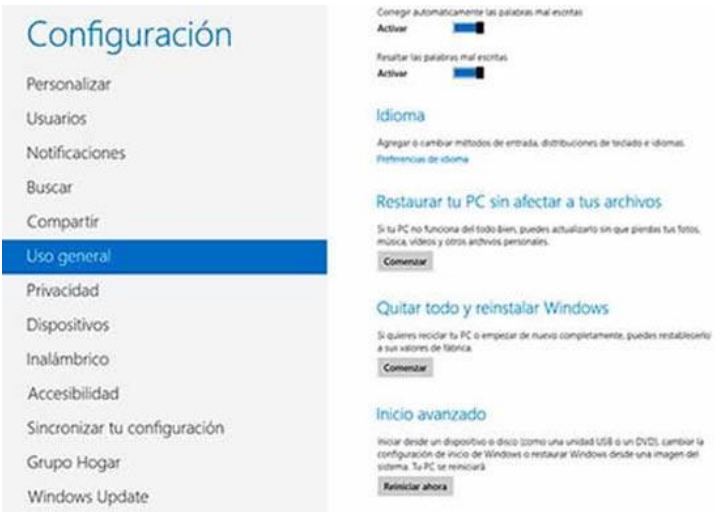 Configuración
Personalizar
Usuarios
Notificaciones
Buscar
Compartir
Uso general
Privacidad
Dispositivos
Inalámbrico
Accesibilidad
Sincronizar tu configuración
Grupo Hogar
Windows Update
Corregir automáticamente las palabras mal escritas
Activar
Resaltar las palabras mal escritas
Activar
Idioma
Agregar o cambiar métodos de entrada, distribuciones de teclado e idiomas.
Preferencias de idioma
Restaurar tu PC sin afectar a tus archivos
Si tu PC no funciona del todo bien, puedes actualizarlo sin que pierdas tus fotos,
música, vídeos y otros archivos personales.
Comenzar
Quitar todo y reinstalar Windows
Si quieres reciclar tu PC o empezar de nuevo completamente, puedes restablecerlo
a sus valores de fábrica.
Comenzar
Inicio avanzado
Iniciar desde un dispositivo o disco (como una unidad USB o un DVD), cambiar la
configuración de inicio de Windows o restaurar Windows desde una imagen del
sistema. Tu PC se reiniciará.
Reiniciar ahora